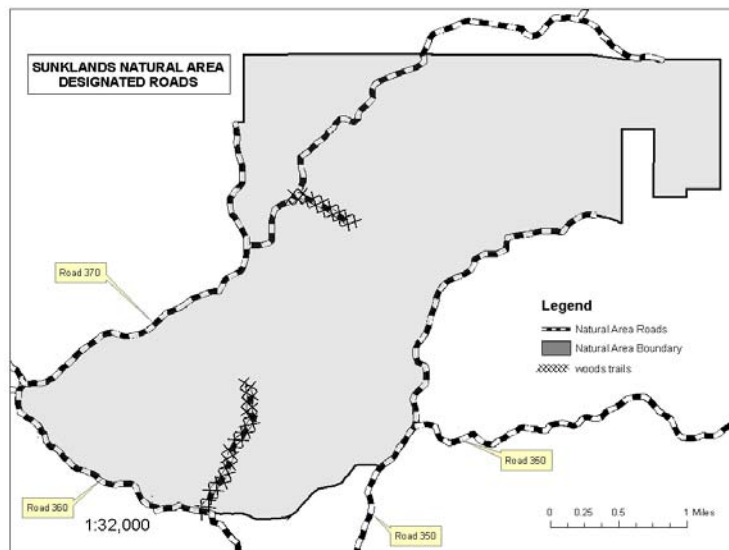 SUNKLANDS NATURAL AREA
DESIGNATED ROADS
Road 370
Legend
Natural Area Roads
Natural Area Boundary
woods trails
Road 360
Road 360
Road 350
1:32,000
0 0.25 0.5 1 Miles